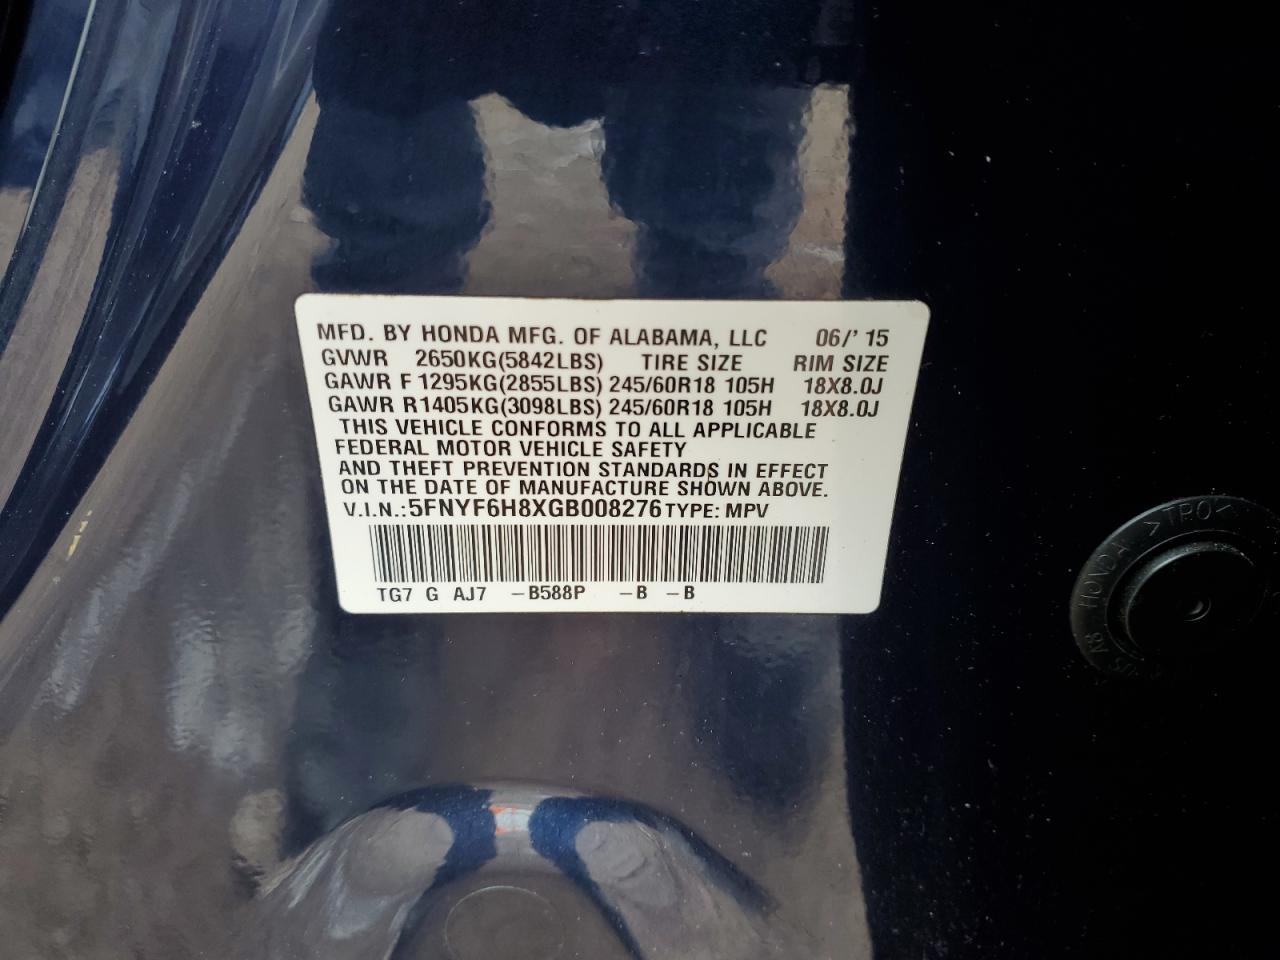 MFD. BY HONDA MFG. OF ALABAMA, LLC 06/' 15
GVWR 2650KG(5842LBS) TIRE SIZE RIM SIZE
GAWR F 1295KG(2855LBS) 245/60R18 105H 18X8.0J
GAWR R1405KG(3098LBS) 245/60R18 105H 18X8.0J
THIS VEHICLE CONFORMS TO ALL APPLICABLE
FEDERAL MOTOR VEHICLE SAFETY
AND THEFT PREVENTION STANDARDS IN EFFECT
ON THE DATE OF MANUFACTURE SHOWN ABOVE.
V.I.N.:5FNYF6H8XGB008276 TYPE: MPV
TG7 G AJ7 -B588P -B -B
HONDA >TPO<